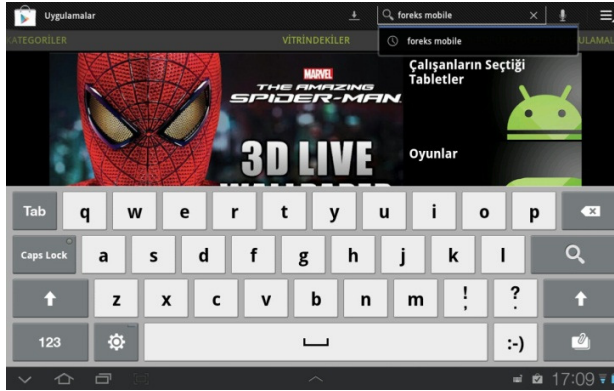 Uygulamalar
foreks mobile
KATEGORİLER
VİTRİNDEKİLER
foreks mobile
MARVEL
THE AMAZING
SPIDER-MAN
3D LIVE
WALLPAPER
Çalışanların Seçtiği
Tabletler
Oyunlar
Tab q w e r t y u i o p
Caps Lock a s d f g h j k l
z x c v b n m ! , ? .
123 :-)
17:09